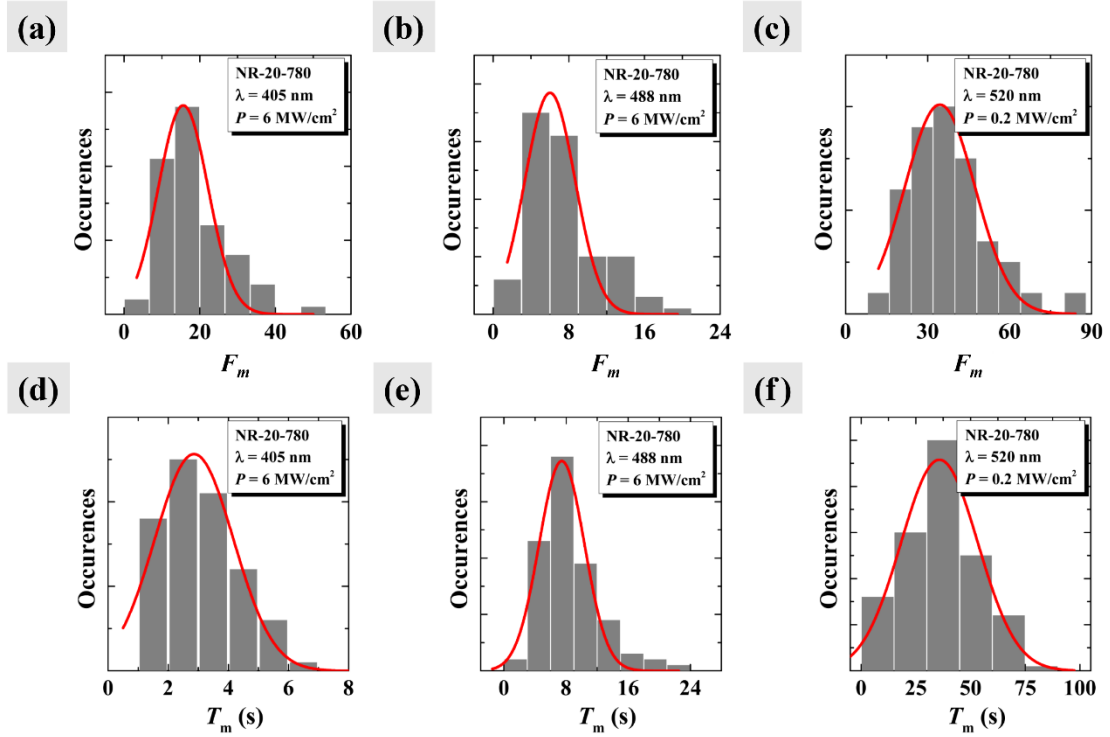 (a)
NR-20-780
λ = 405 nm
P = 6 MW/cm²
Occurences
0 20 40 60
Fm
(b)
NR-20-780
λ = 488 nm
P = 6 MW/cm²
Occurences
0 8 16 24
Fm
(c)
NR-20-780
λ = 520 nm
P = 0.2 MW/cm²
Occurences
0 30 60 90
Fm
(d)
NR-20-780
λ = 405 nm
P = 6 MW/cm²
Occurences
0 2 4 6 8
Tm (s)
(e)
NR-20-780
λ = 488 nm
P = 6 MW/cm²
Occurences
0 8 16 24
Tm (s)
(f)
NR-20-780
λ = 520 nm
P = 0.2 MW/cm²
Occurences
0 25 50 75 100
Tm (s)